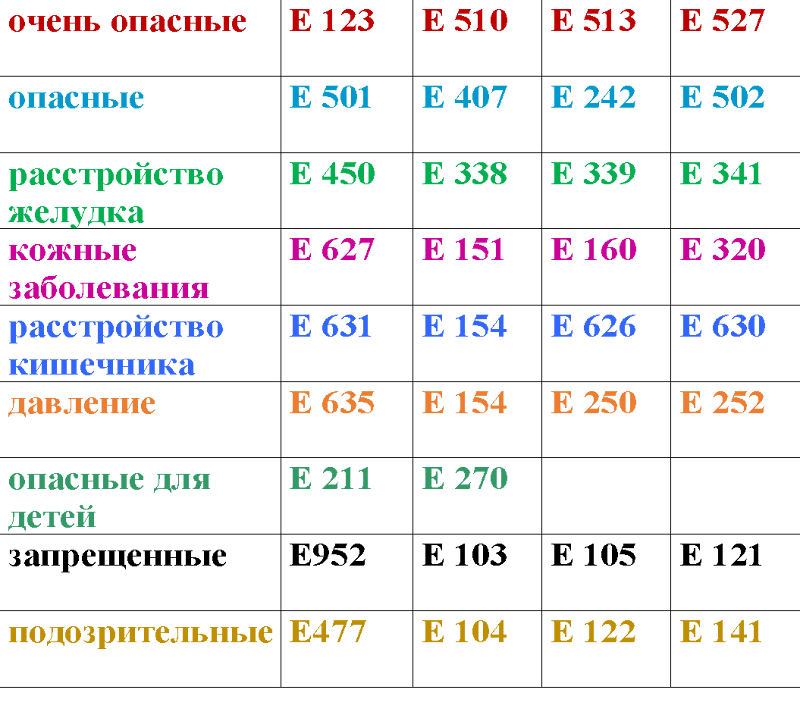 очень опасные E 123 E 510 E 513 E 527
опасные E 501 E 407 E 242 E 502
расстройство E 450 E 338 E 339 E 341
желудка
кожные E 627 E 151 E 160 E 320
заболевания
расстройство E 631 E 154 E 626 E 630
кишечника
давление E 635 E 154 E 250 E 252
опасные для E 211 E 270
детей
запрещенные E952 E 103 E 105 E 121
подозрительные E477 E 104 E 122 E 141